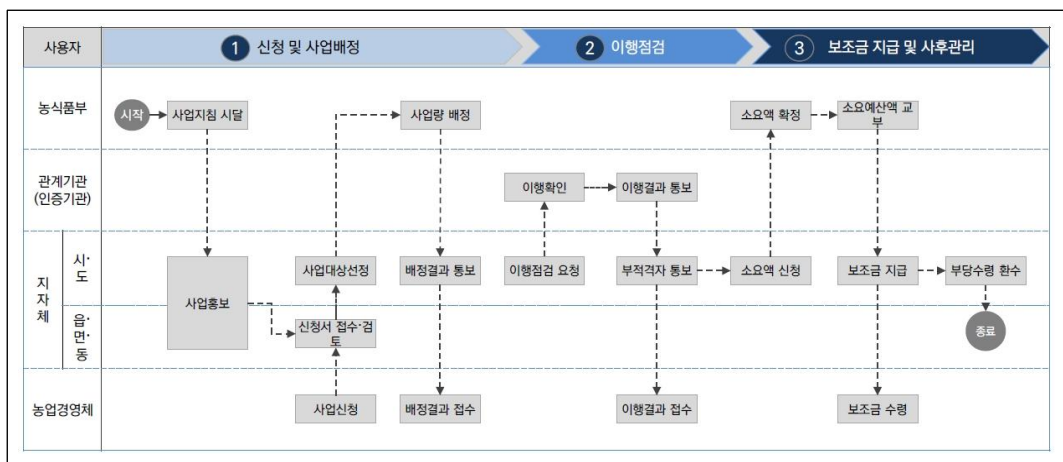 사용자
1 신청 및 사업배정
2 이행점검
3 보조금 지급 및 사후관리
농식품부
시작
사업지침 시달
사업량 배정
소요액 확정
소요예산액 교
부
관계기관
(인증기관)
이행확인
이행결과 통보
지
자
체
시·
도
사업홍보
사업대상선정
배정결과 통보
이행점검 요청
부적격자 통보
소요액 신청
보조금 지급
부당수령 환수
읍·
면·
동
신청서 접수·검
토
종료
농업경영체
사업신청
배정결과 접수
이행결과 접수
보조금 수령